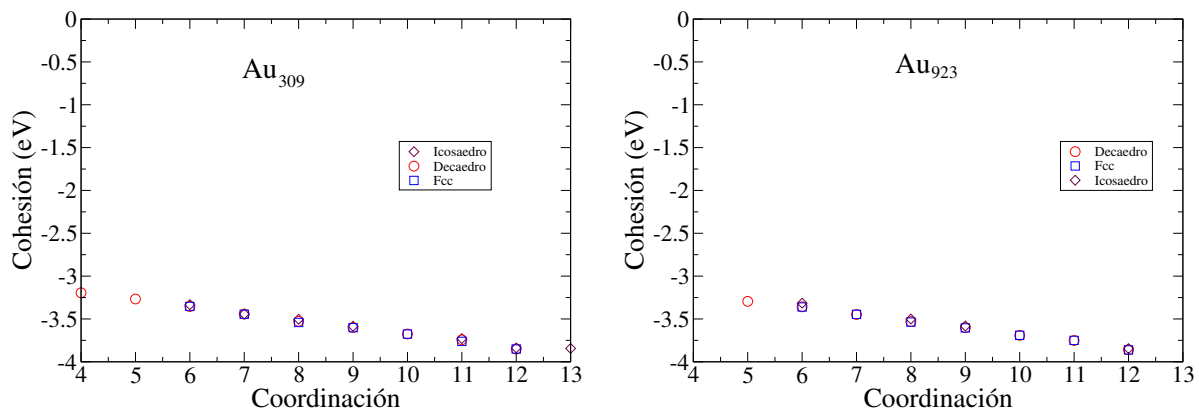 0
-0.5
-1
-1.5
-2
-2.5
-3
-3.5
-4
Cohesión (eV)
Au309
Icosaedro
Decaedro
Fcc
4 5 6 7 8 9 10 11 12 13
Coordinación
0
-0.5
-1
-1.5
-2
-2.5
-3
-3.5
-4
Cohesión (eV)
Au923
Decaedro
Fcc
Icosaedro
4 5 6 7 8 9 10 11 12 13
Coordinación